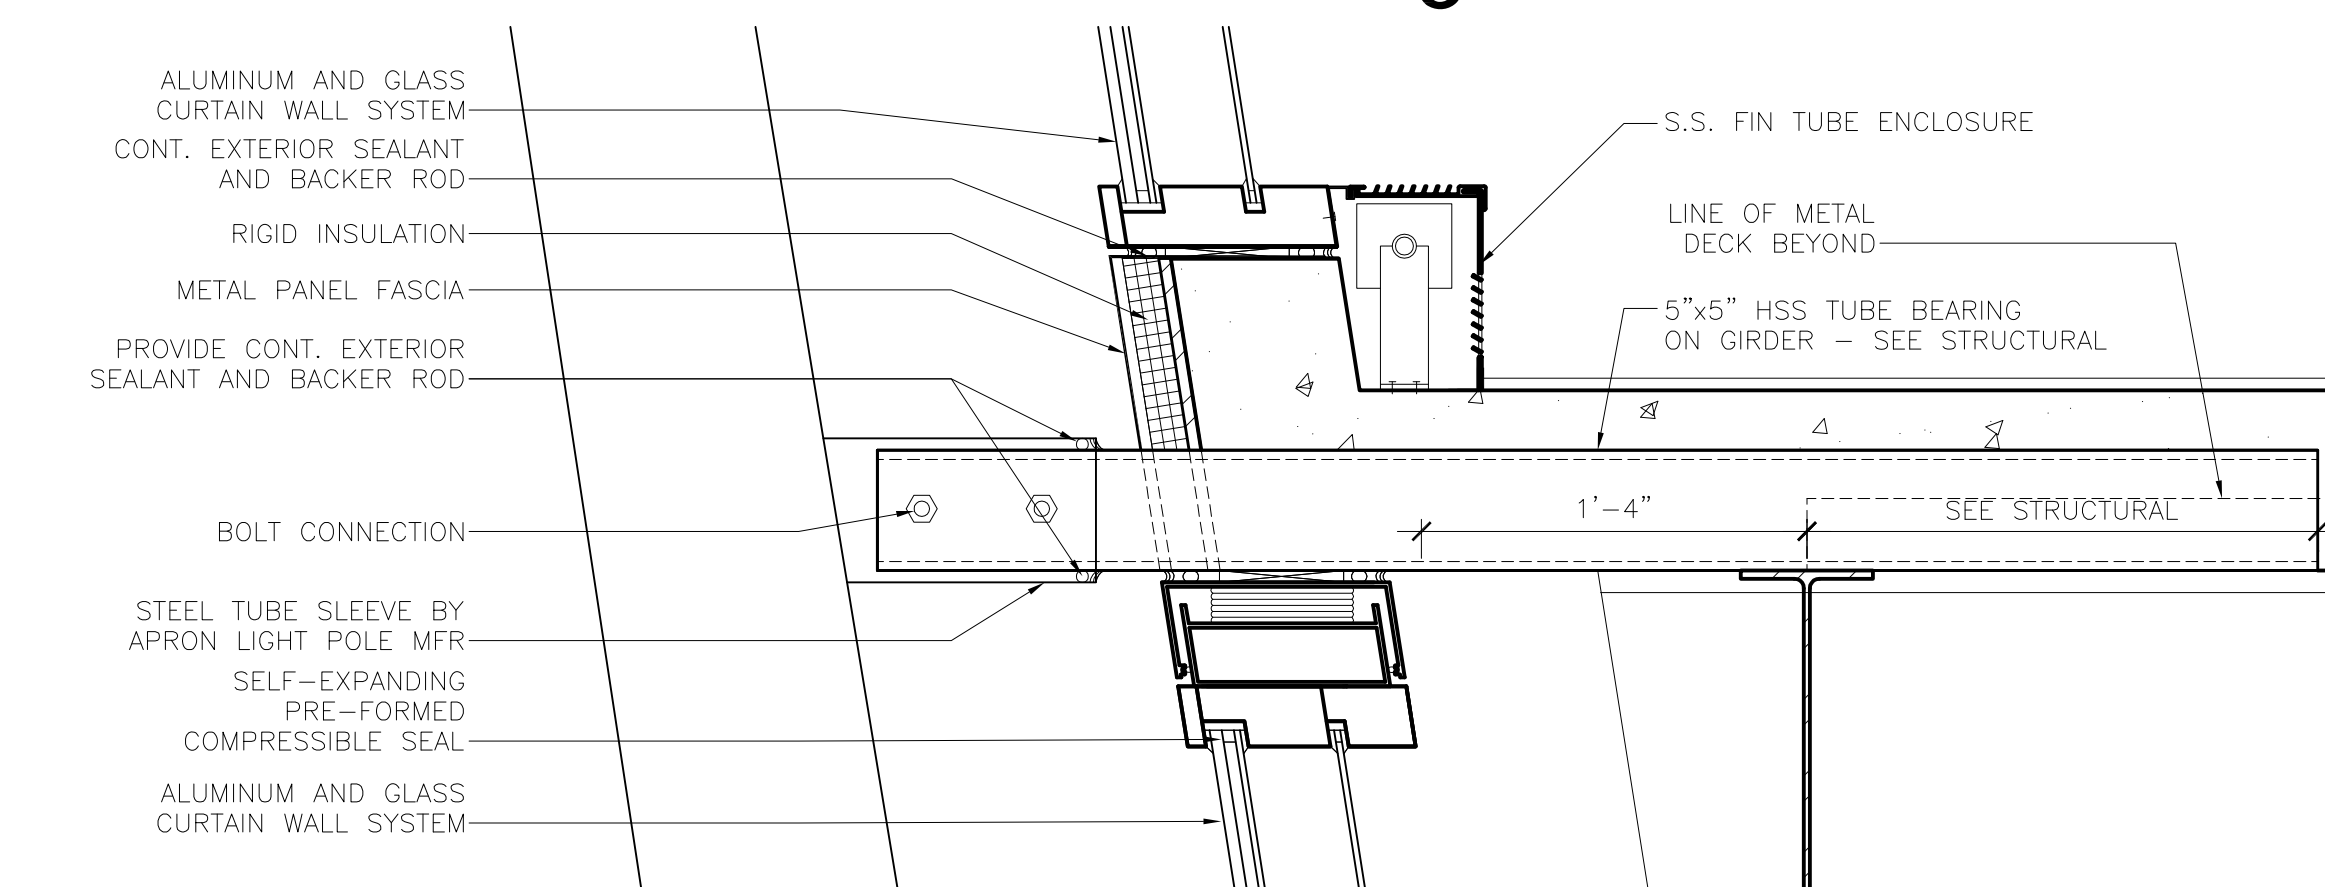 ALUMINUM AND GLASS
CURTAIN WALL SYSTEM
CONT. EXTERIOR SEALANT
AND BACKER ROD
RIGID INSULATION
METAL PANEL FASCIA
PROVIDE CONT. EXTERIOR
SEALANT AND BACKER ROD
BOLT CONNECTION
STEEL TUBE SLEEVE BY
APRON LIGHT POLE MFR
SELF-EXPANDING
PRE-FORMED
COMPRESSIBLE SEAL
ALUMINUM AND GLASS
CURTAIN WALL SYSTEM
S.S. FIN TUBE ENCLOSURE
LINE OF METAL
DECK BEYOND
5"x5" HSS TUBE BEARING
ON GIRDER - SEE STRUCTURAL
1'-4"
SEE STRUCTURAL